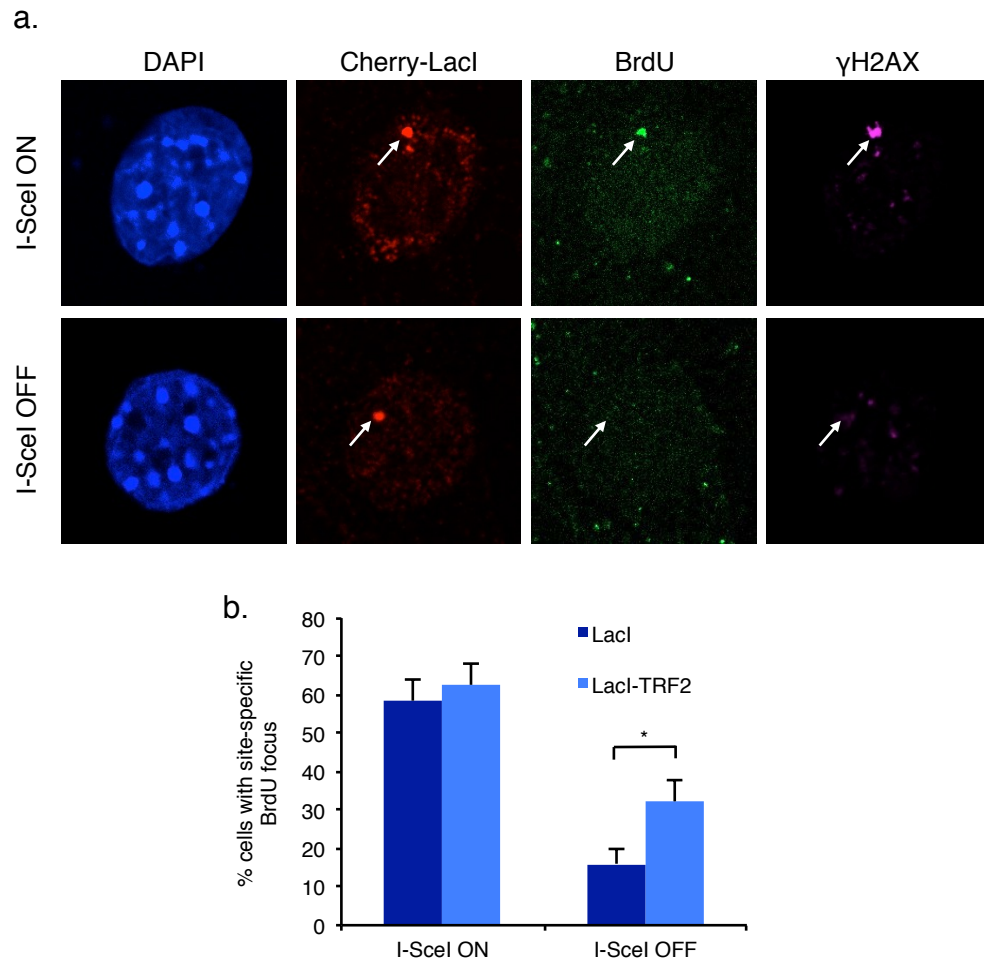 a.
DAPI
Cherry-LacI
BrdU
γH2AX
I-SceI ON
I-SceI OFF
b.
% cells with site-specific
BrdU focus
80
70
60
50
40
30
20
10
0
LacI
LacI-TRF2
*
I-SceI ON
I-SceI OFF